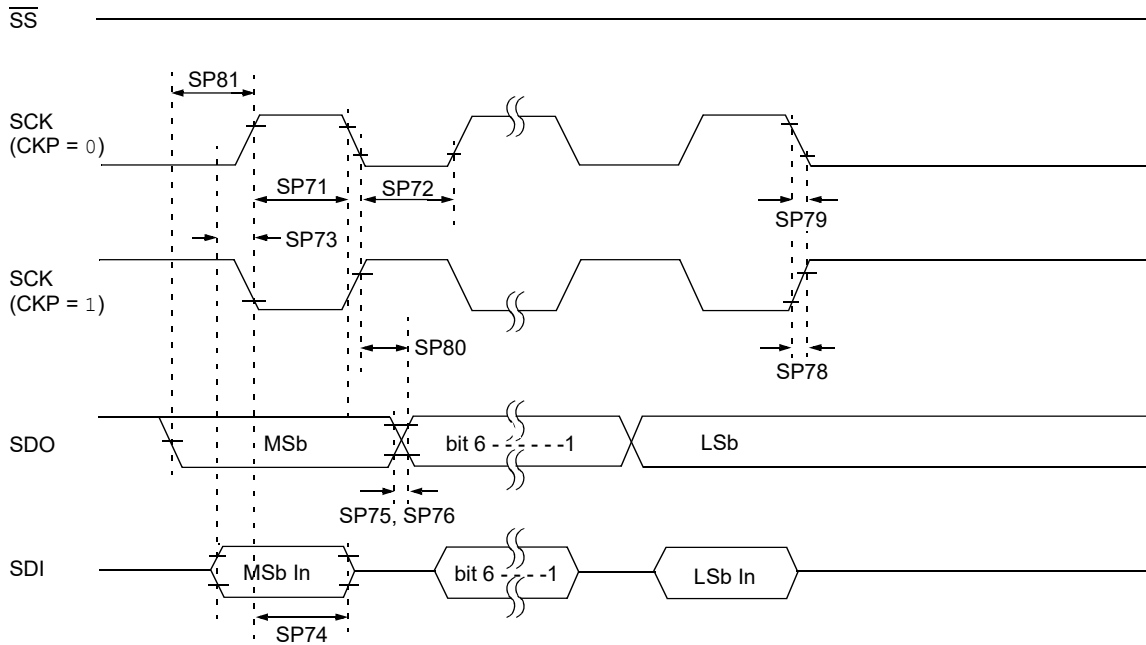 SS
SP81
SCK
(CKP = 0)
SP71
SP72
SP79
SP73
SCK
(CKP = 1)
SP80
SP78
SDO
MSb
bit 6 - - - - - - -1
LSb
SP75, SP76
SDI
MSb In
bit 6 - - - - -1
LSb In
SP74